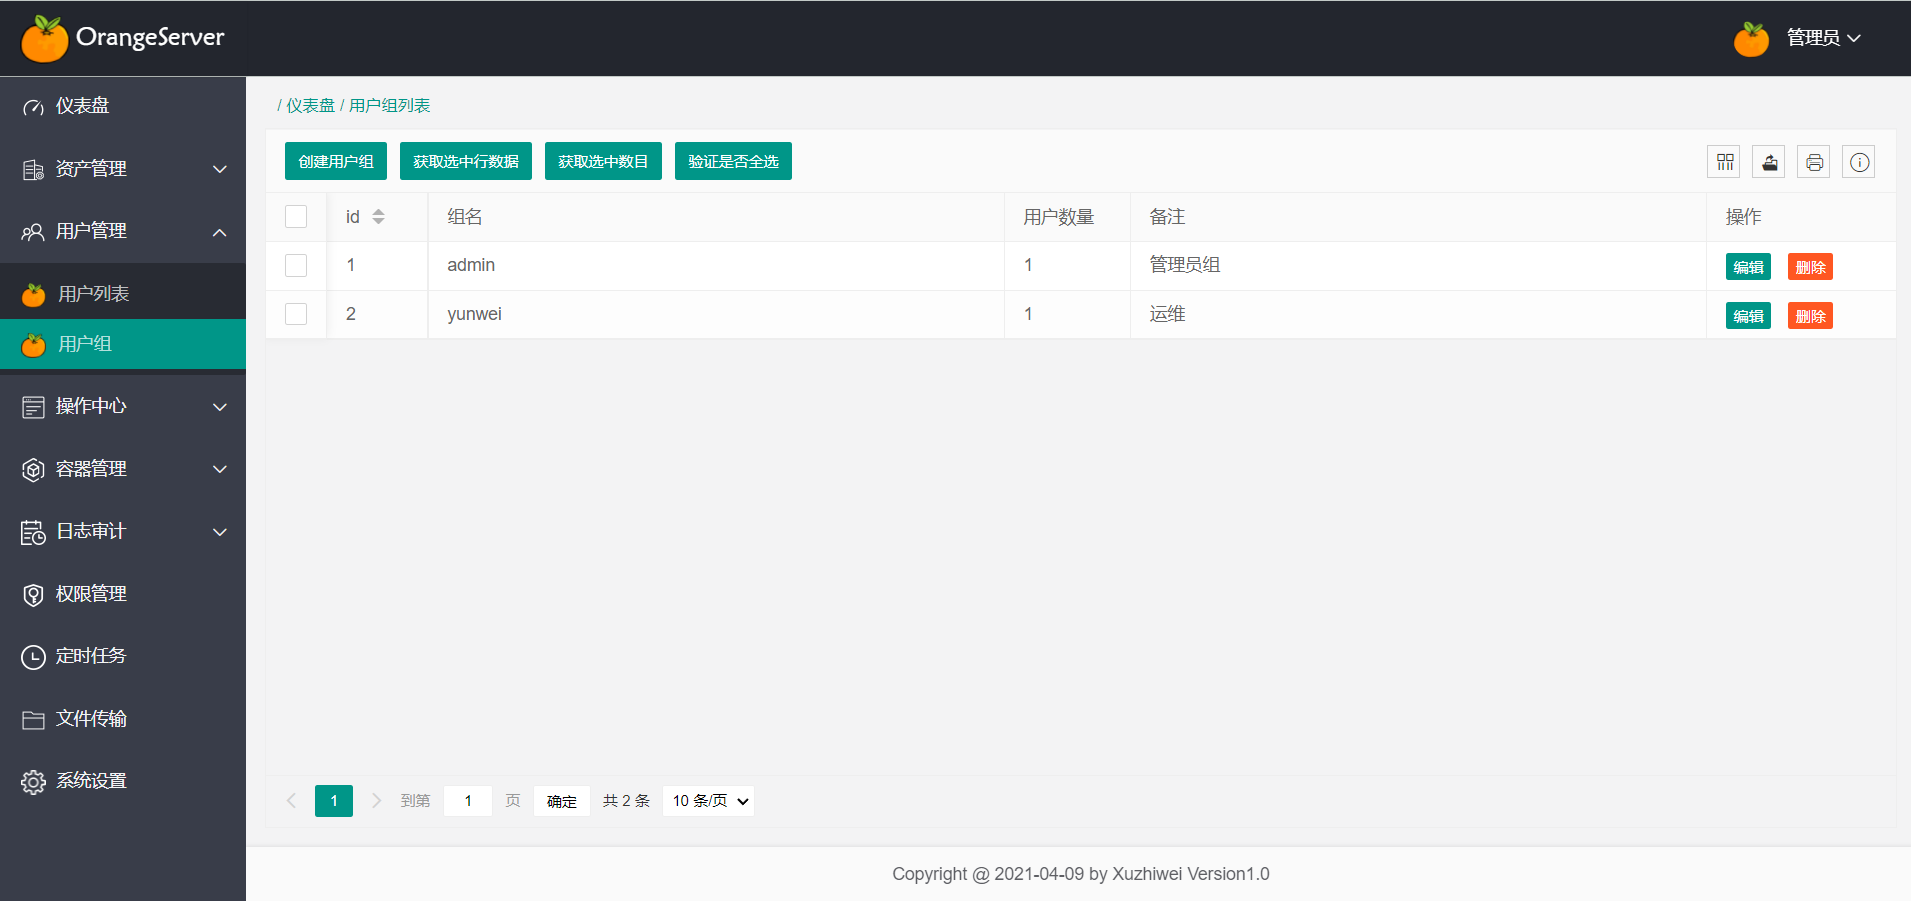 OrangeServer
管理员
仪表盘
资产管理
用户管理
用户列表
用户组
操作中心
容器管理
日志审计
权限管理
定时任务
文件传输
系统设置
/ 仪表盘 / 用户组列表
创建用户组 获取选中行数据 获取选中数目 验证是否全选
id 组名 用户数量 备注 操作
1 admin 1 管理员组 编辑 删除
2 yunwei 1 运维 编辑 删除
1 到第 1 页 确定 共 2 条 10 条/页
Copyright @ 2021-04-09 by Xuzhiwei Version1.0